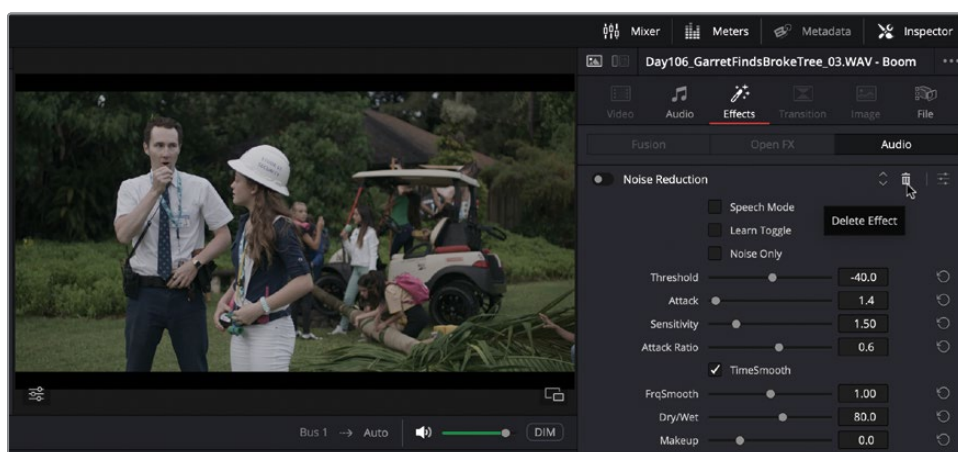 Mixer Meters Metadata Inspector
Day106_GarretFindsBrokeTree_03.WAV - Boom
Video Audio Effects Transition Image File
Fusion Open FX Audio
Noise Reduction
Speech Mode
Delete Effect
Learn Toggle
Noise Only
Threshold -40.0
Attack 1.4
Sensitivity 1.50
Attack Ratio 0.6
TimeSmooth
FrqSmooth 1.00
Dry/Wet 80.0
Makeup 0.0
Bus 1 → Auto DIM